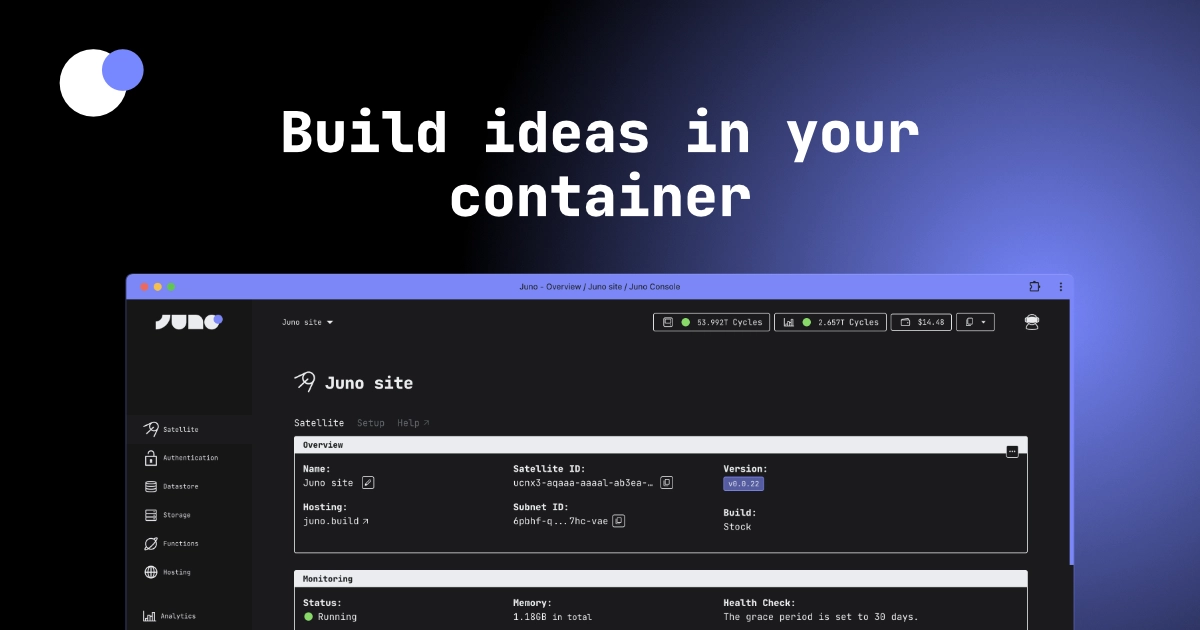 Build ideas in your
container
Juno - Overview / Juno site / Juno Console
JUNO
Juno site
53.992T Cycles
2.657T Cycles
$14.48
Juno site
Satellite
Setup
Help
Satellite
Authentication
Datastore
Storage
Functions
Hosting
Analytics
Overview
Name:
Juno site
Satellite ID:
ucnx3-aqaaa-aaaal-ab3ea-…
Version:
v0.0.22
Hosting:
juno.build
Subnet ID:
6pbhf-q...7hc-vae
Build:
Stock
Monitoring
Status:
Running
Memory:
1.18GB in total
Health Check:
The grace period is set to 30 days.